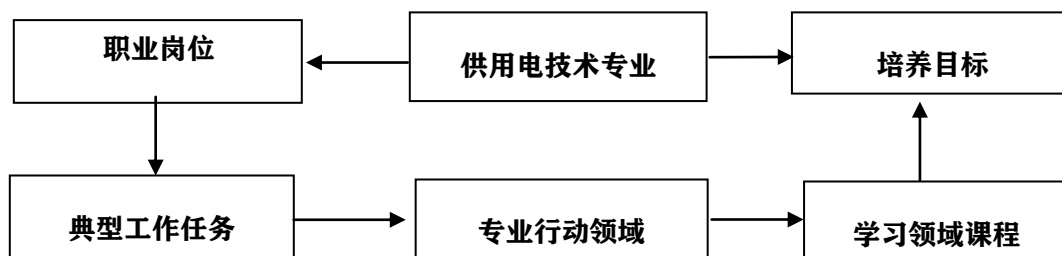 职业岗位
供用电技术专业
培养目标
典型工作任务
专业行动领域
学习领域课程